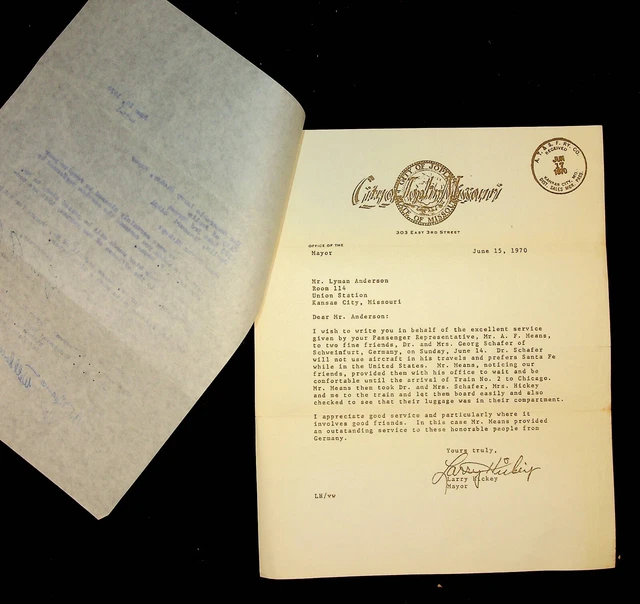 City of Joplin, Missouri
CITY OF JOPLIN
STATE OF MISSOURI
303 EAST 3RD STREET
A. T. & S. F. RY. CO.
RECEIVED
JUN
17
1970
KANSAS CITY, MO.
OFFICE OF THE
Mayor
June 15, 1970
Mr. Lyman Anderson
Room 114
Union Station
Kansas City, Missouri
Dear Mr. Anderson:
I wish to write you in behalf of the excellent service
given by your Passenger Representative, Mr. A. F. Means,
to two fine friends, Dr. and Mrs. Georg Schafer of
Schweinfurt, Germany, on Sunday, June 14. Dr. Schafer
will not use aircraft in his travels and prefers Santa Fe
while in the United States. Mr. Means, noticing our
friends, provided them with his office to wait and be
comfortable until the arrival of Train No. 2 to Chicago.
Mr. Means then took Dr. and Mrs. Schafer, Mrs. Hickey
and me to the train and let them board easily and also
checked to see that their luggage was in their compartment.
I appreciate good service and particularly where it
involves good friends. In this case Mr. Means provided
an outstanding service to these honorable people from
Germany.
Yours truly,
Larry Hickey
Larry Hickey
Mayor
LH/vw